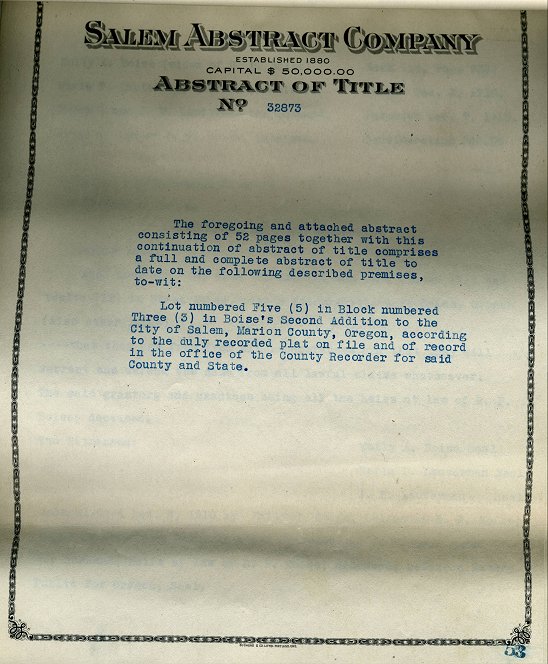 SALEM ABSTRACT COMPANY
ESTABLISHED 1880
CAPITAL $ 50,000.00
ABSTRACT OF TITLE
No 32873
The foregoing and attached abstract
consisting of 52 pages together with this
continuation of abstract of title comprises
a full and complete abstract of title to
date on the following described premises,
to-wit:
Lot numbered Five (5) in Block numbered
Three (3) in Boise's Second Addition to the
City of Salem, Marion County, Oregon, according
to the duly recorded plat on file and of record
in the office of the County Recorder for said
County and State.
53